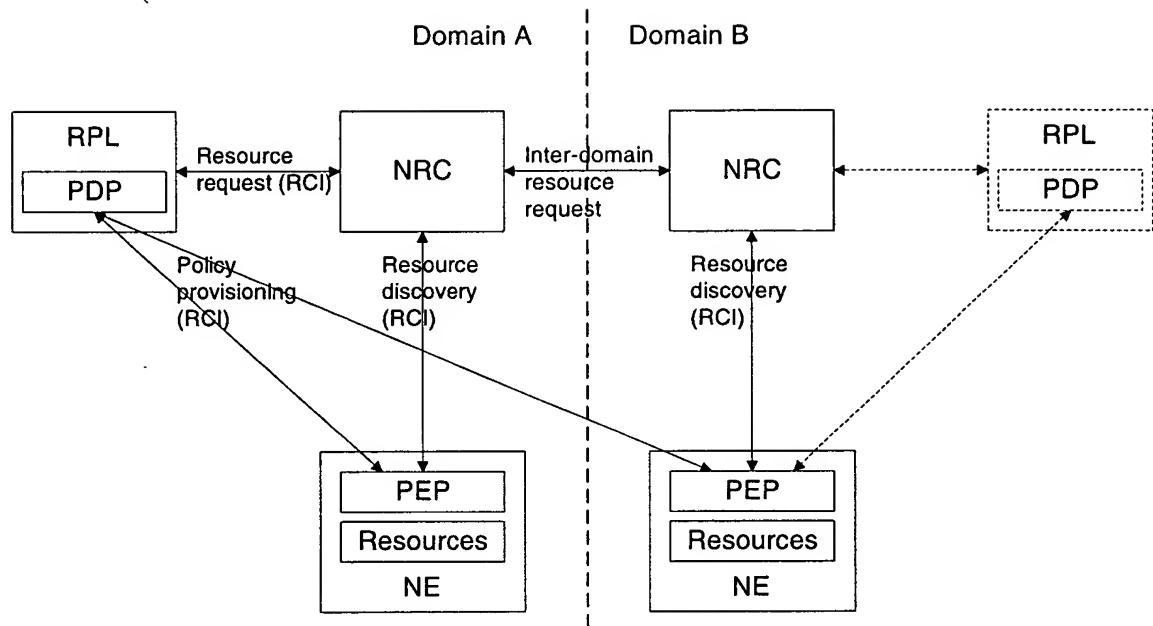 Domain A
Domain B
RPL
PDP
Resource
request (RCI)
NRC
Inter-domain
resource
request
NRC
RPL
PDP
Policy
provisioning
(RCI)
Resource
discovery
(RCI)
Resource
discovery
(RCI)
PEP
Resources
NE
PEP
Resources
NE